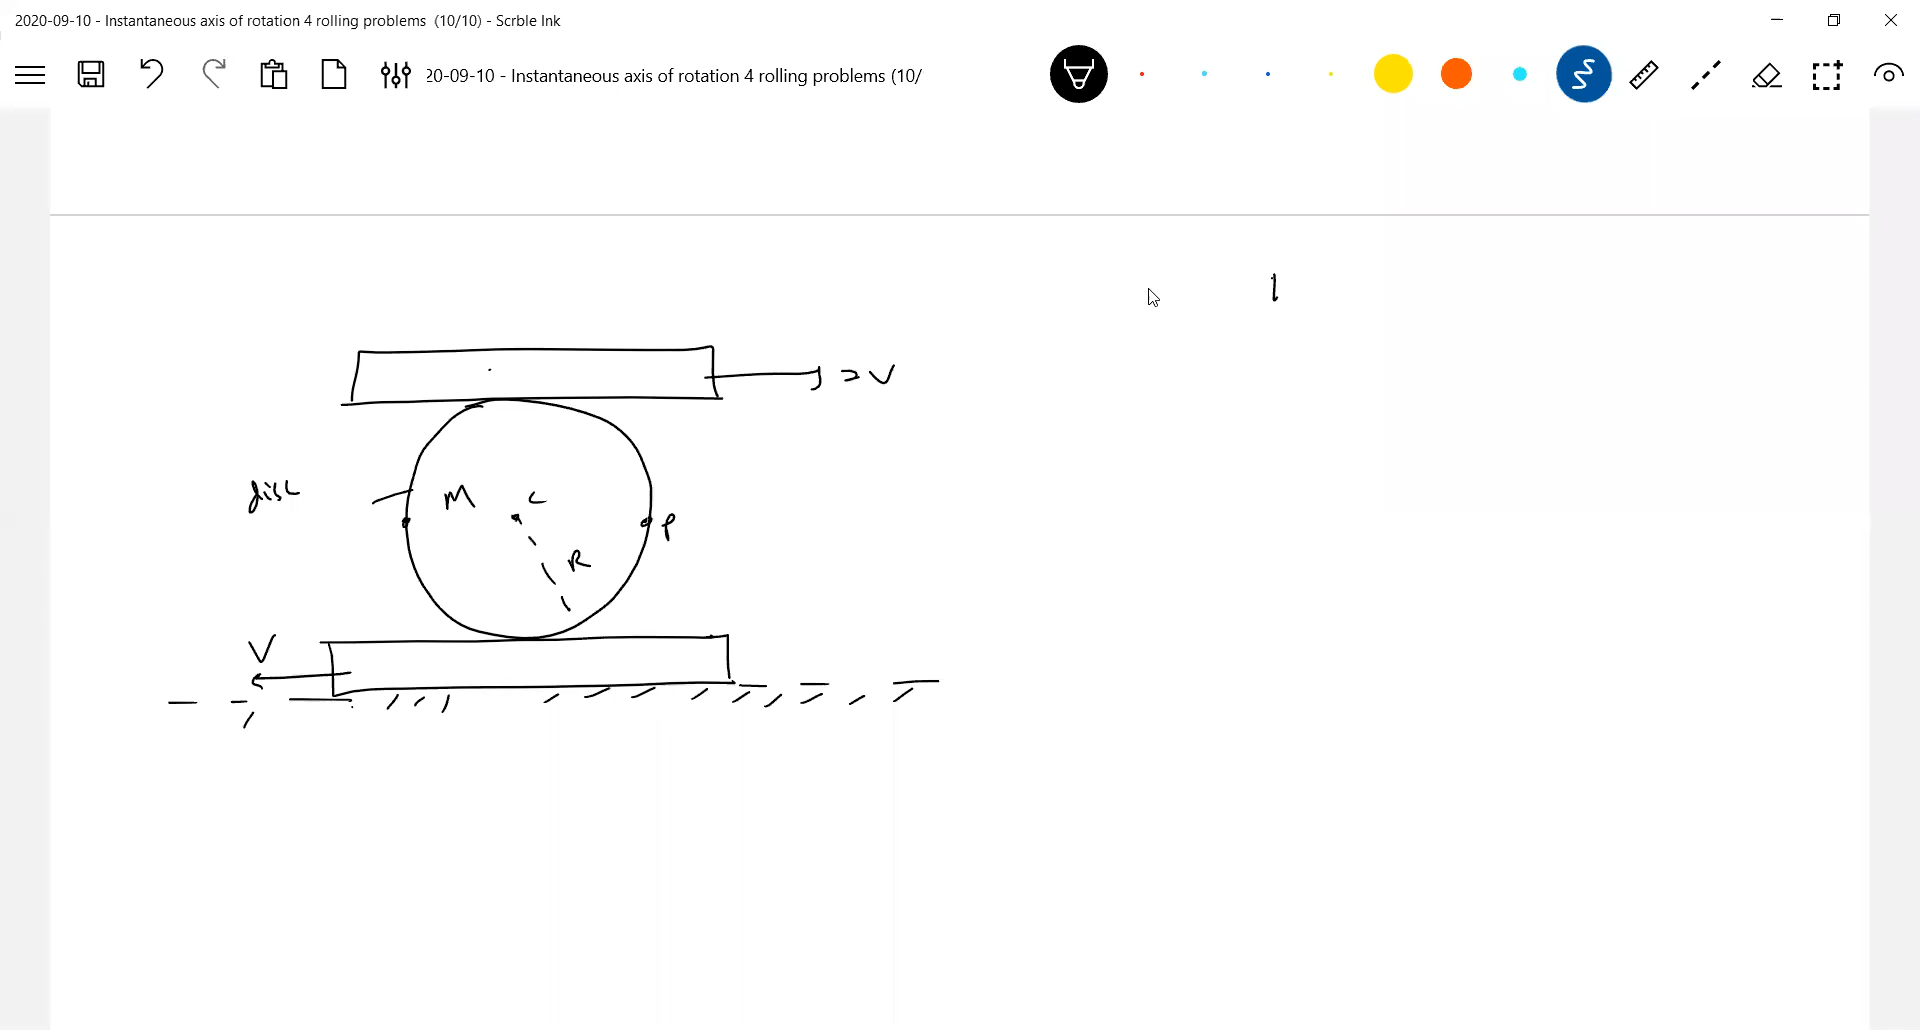 2020-09-10 - Instantaneous axis of rotation 4 rolling problems (10/10) - Scrble Ink
20-09-10 - Instantaneous axis of rotation 4 rolling problems (10/
2V
disc
M
C
P
R
V